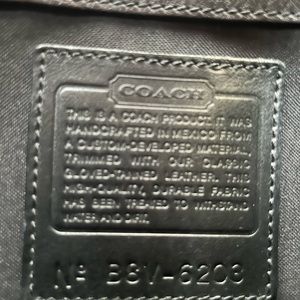 COACH
THIS IS A COACH PRODUCT. IT WAS
HANDCRAFTED IN MEXICO FROM
A CUSTOM-DEVELOPED MATERIAL
TRIMMED WITH OUR CLASSIC
GLOVED-TANNED LEATHER. THIS
HIGH-QUALITY, DURABLE FABRIC
HAS BEEN TREATED TO WITHSTAND
WATER AND DIRT.
Nº B8V-6203